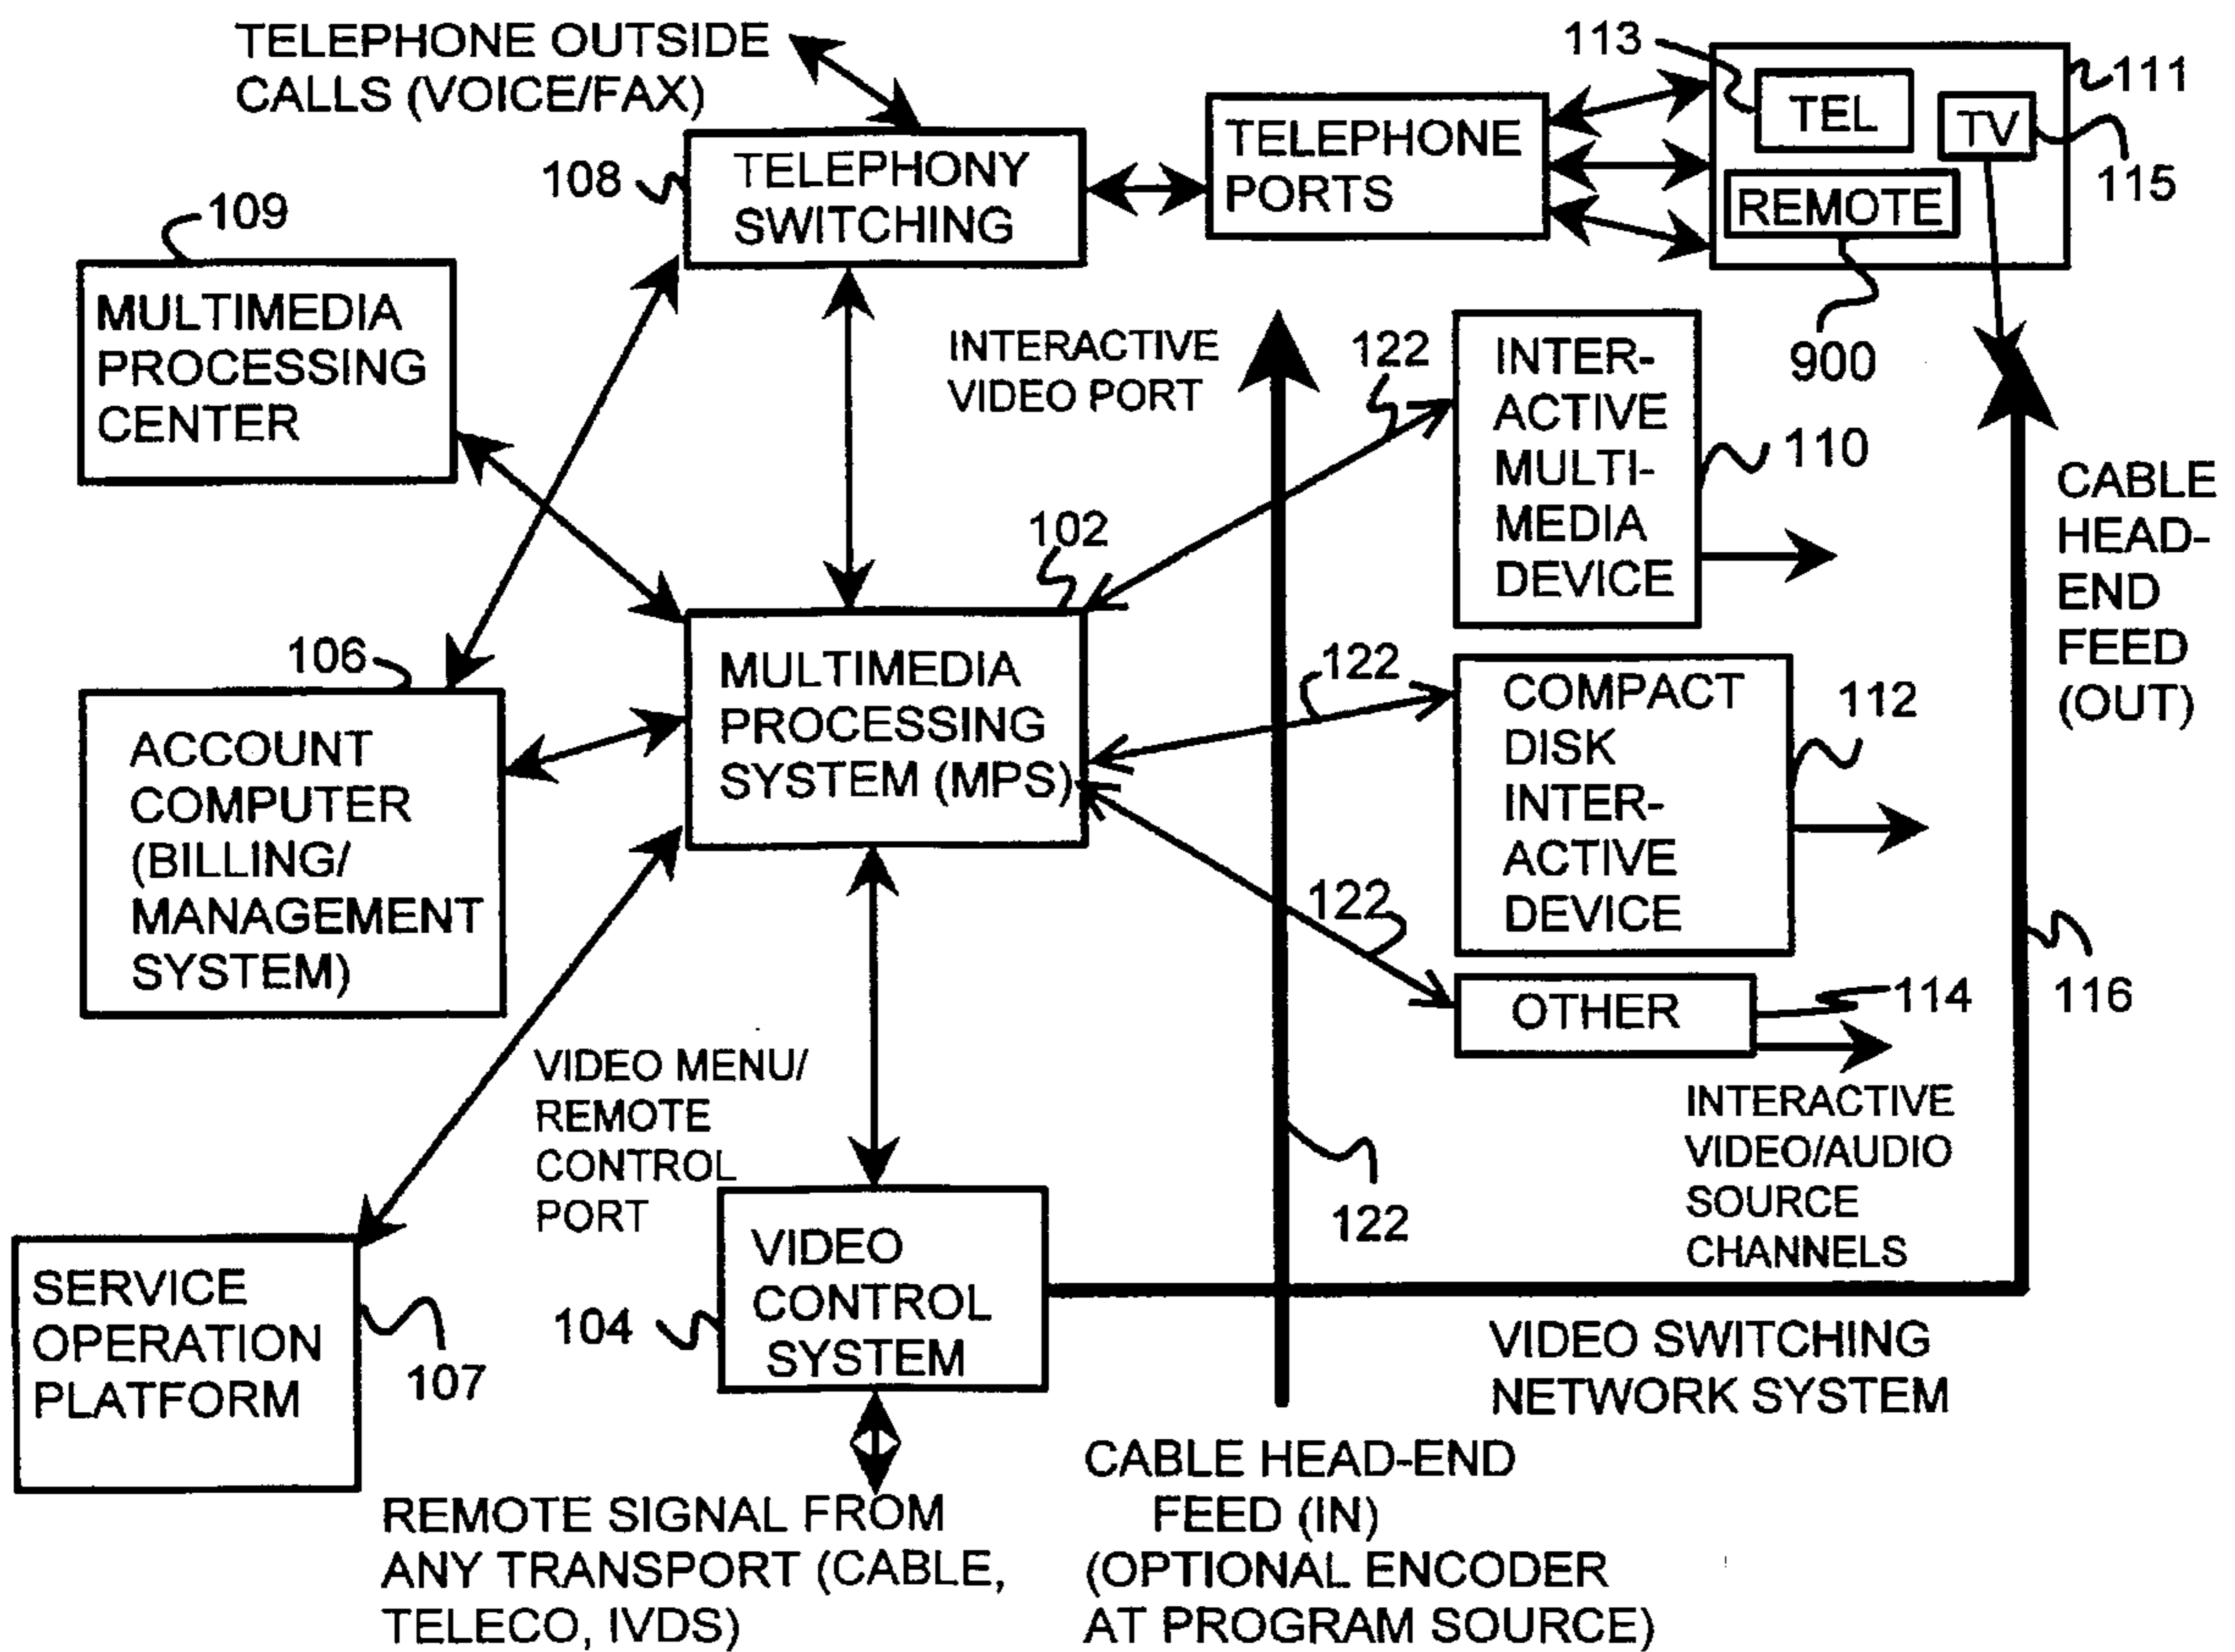 TELEPHONE OUTSIDE
CALLS (VOICE/FAX)
113
111
TEL
TV
115
REMOTE
900
TELEPHONE
PORTS
108
TELEPHONY
SWITCHING
109
MULTIMEDIA
PROCESSING
CENTER
INTERACTIVE
VIDEO PORT
122
INTER-
ACTIVE
MULTI-
MEDIA
DEVICE
110
CABLE
HEAD-
END
FEED
(OUT)
102
106
MULTIMEDIA
PROCESSING
SYSTEM (MPS)
122
COMPACT
DISK
INTER-
ACTIVE
DEVICE
112
ACCOUNT
COMPUTER
(BILLING/
MANAGEMENT
SYSTEM)
122
OTHER
114
116
VIDEO MENU/
REMOTE
CONTROL
PORT
INTERACTIVE
VIDEO/AUDIO
SOURCE
CHANNELS
122
SERVICE
OPERATION
PLATFORM
107
104
VIDEO
CONTROL
SYSTEM
VIDEO SWITCHING
NETWORK SYSTEM
REMOTE SIGNAL FROM
ANY TRANSPORT (CABLE,
TELECO, IVDS)
CABLE HEAD-END
FEED (IN)
(OPTIONAL ENCODER
AT PROGRAM SOURCE)